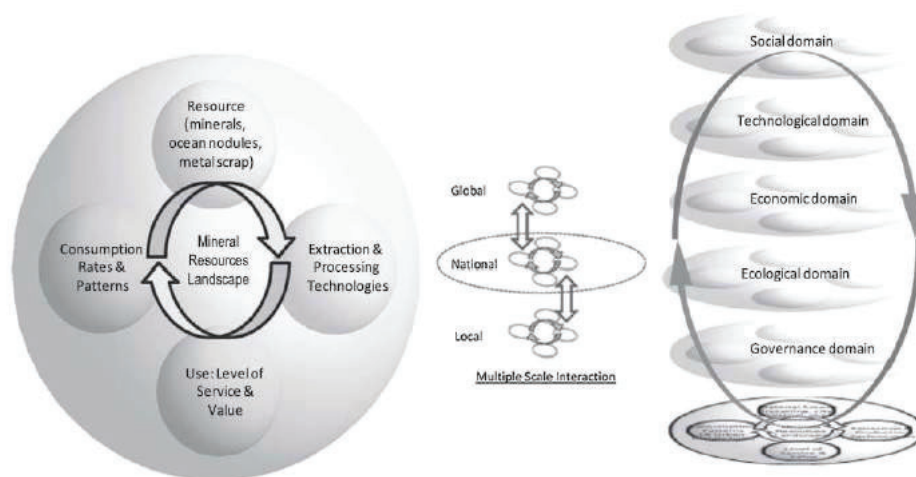 Resource
(minerals,
ocean nodules,
metal scrap)
Consumption
Rates &
Patterns
Mineral
Resources
Landscape
Extraction &
Processing
Technologies
Use: Level of
Service &
Value
Global
National
Local
Multiple Scale Interaction
Social domain
Technological domain
Economic domain
Ecological domain
Governance domain